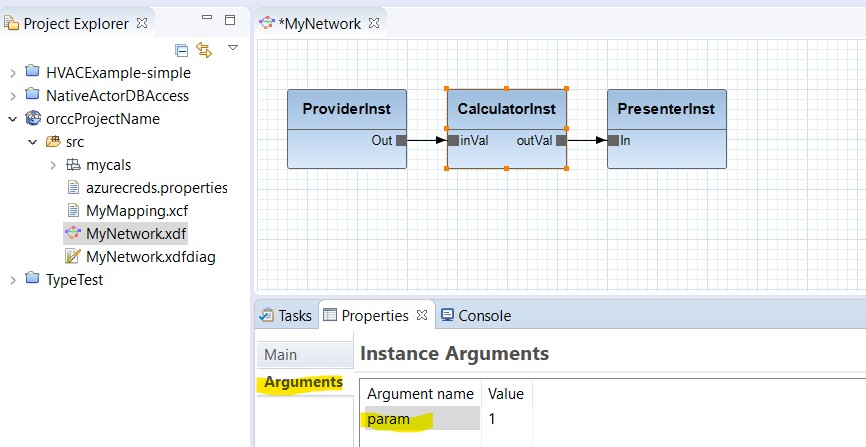 Project Explorer
HVACExample-simple
NativeActorDBAccess
orccProjectName
src
mycals
azurecreds.properties
MyMapping.xcf
MyNetwork.xdf
MyNetwork.xdfdiag
TypeTest
*MyNetwork
ProviderInst
Out
CalculatorInst
inVal outVal
PresenterInst
In
Tasks Properties Console
Main
Arguments
Instance Arguments
Argument name Value
param 1